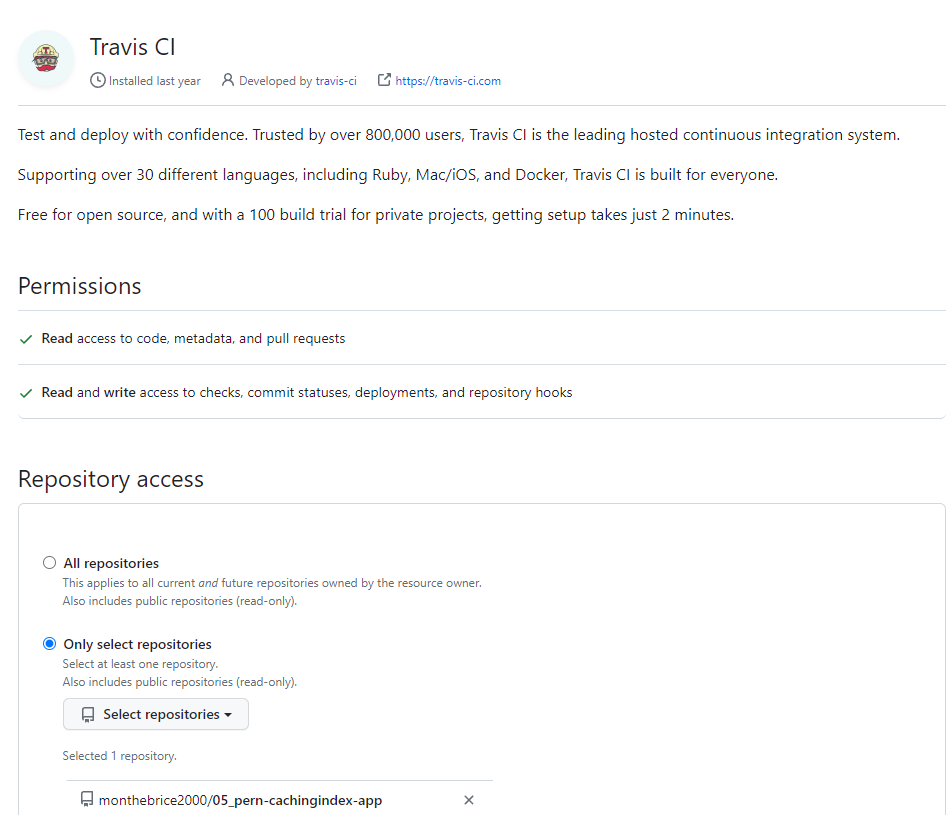 Travis CI
Installed last year Developed by travis-ci https://travis-ci.com
Test and deploy with confidence. Trusted by over 800,000 users, Travis CI is the leading hosted continuous integration system.
Supporting over 30 different languages, including Ruby, Mac/iOS, and Docker, Travis CI is built for everyone.
Free for open source, and with a 100 build trial for private projects, getting setup takes just 2 minutes.
Permissions
Read access to code, metadata, and pull requests
Read and write access to checks, commit statuses, deployments, and repository hooks
Repository access
All repositories
This applies to all current and future repositories owned by the resource owner.
Also includes public repositories (read-only).
Only select repositories
Select at least one repository.
Also includes public repositories (read-only).
Select repositories
Selected 1 repository.
monthebrice2000/05_pern-cachingindex-app